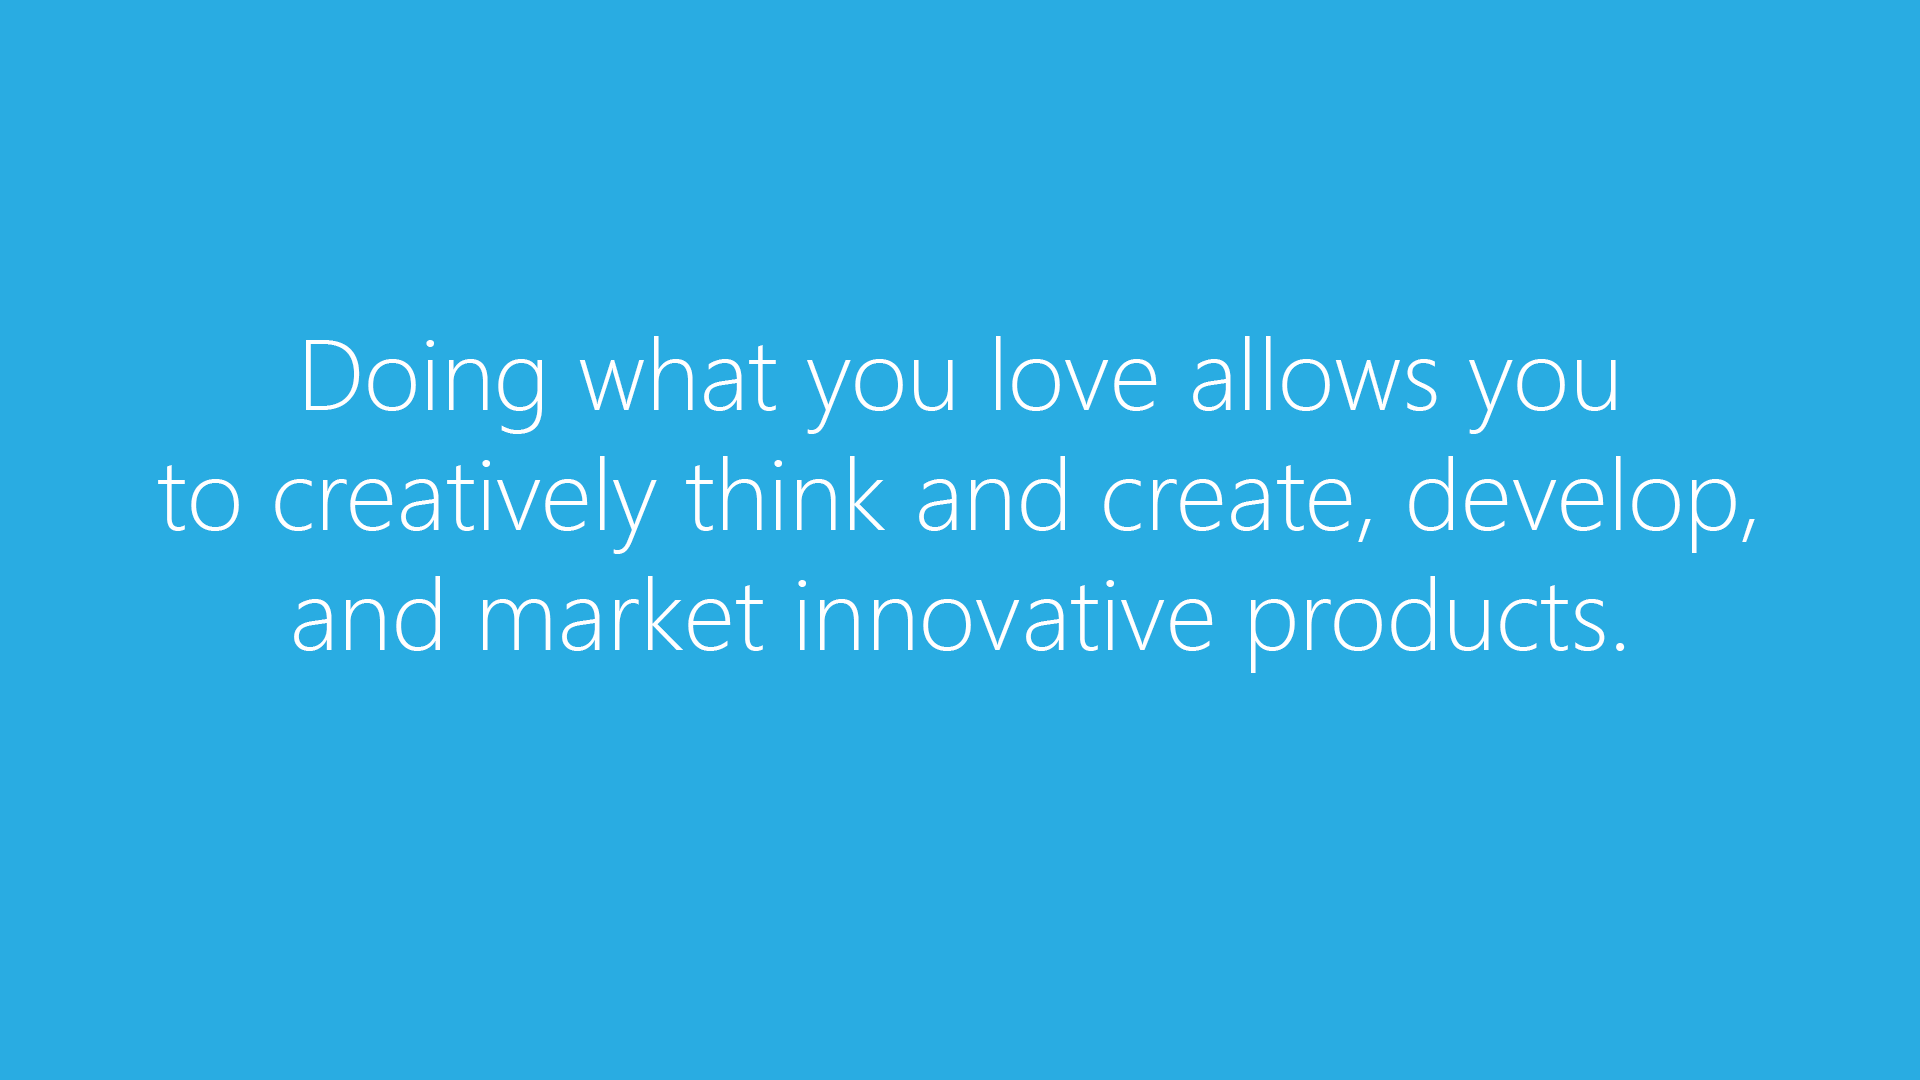 Doing what you love allows you
to creatively think and create, develop,
and market innovative products.